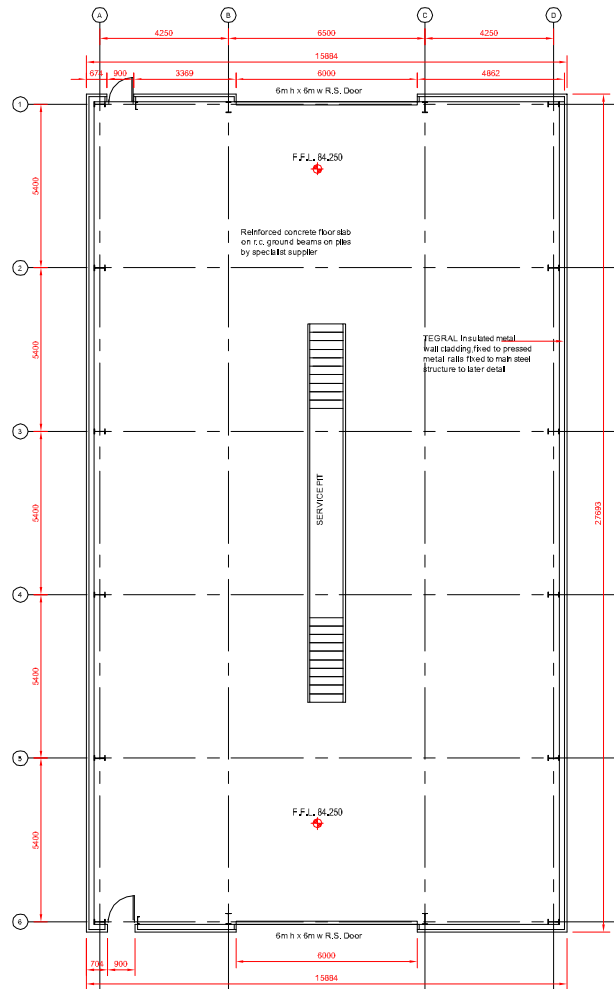 A
B
C
D
4250
6500
4250
15884
674
900
3369
6000
4862
6m h x 6m w R.S. Door
1
F.F.L. 84.250
5400
Reinforced concrete floor slab
on r.c. ground beams on piles
by specialist supplier
2
TEGRAL Insulated metal
wall cladding fixed to pressed
metal rails fixed to main steel
structure to later detail
5400
3
SERVICE PIT
27693
5400
4
5400
5
F.F.L. 84.250
5400
6
6m h x 6m w R.S. Door
6000
704
900
15884